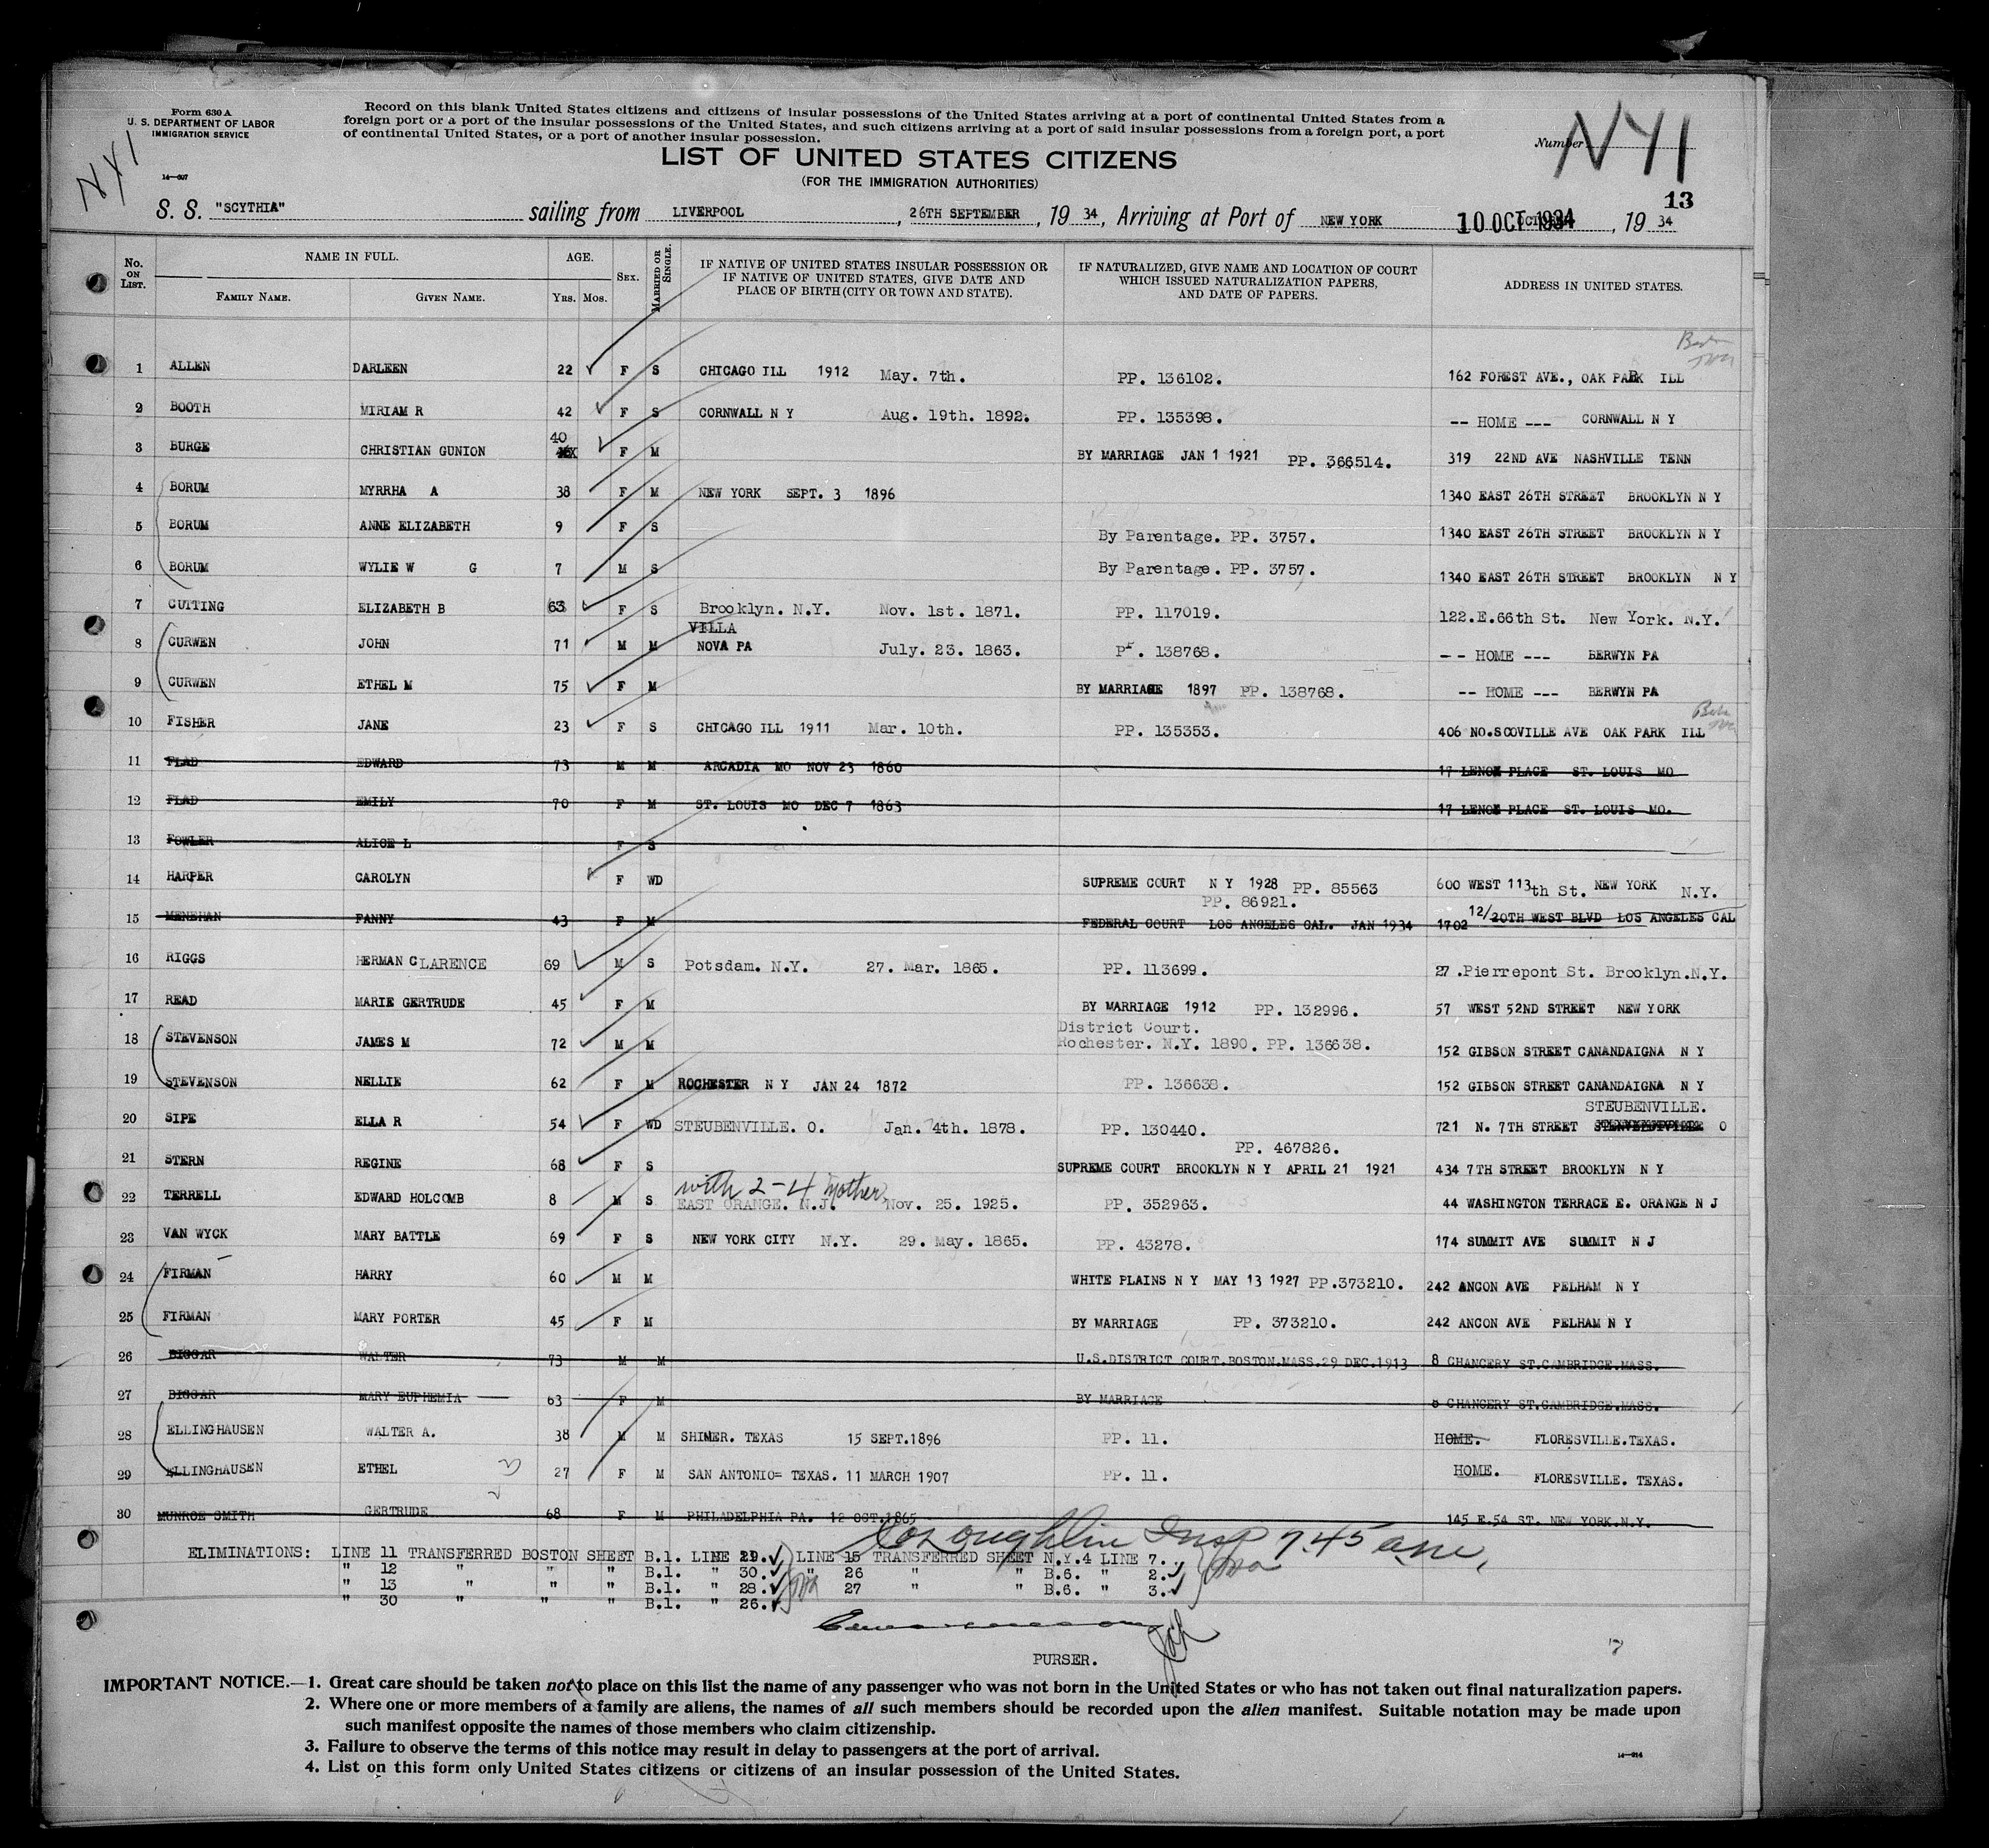 Form 630 A
U. S. DEPARTMENT OF LABOR
IMMIGRATION SERVICE
14—607
NY1
Record on this blank United States citizens and citizens of insular possessions of the United States arriving at a port of continental United States from a
foreign port or a port of the insular possessions of the United States, and such citizens arriving at a port of said insular possessions from a foreign port, a port
of continental United States, or a port of another insular possession.
Number NY1
LIST OF UNITED STATES CITIZENS
(FOR THE IMMIGRATION AUTHORITIES)
13
S. S. "SCYTHIA" sailing from LIVERPOOL, 26TH SEPTEMBER, 19 34, Arriving at Port of NEW YORK 10 OCT 1934, 19 34
No. ON LIST. NAME IN FULL. AGE. SEX. MARRIED OR SINGLE. IF NATIVE OF UNITED STATES INSULAR POSSESSION OR IF NATIVE OF UNITED STATES, GIVE DATE AND PLACE OF BIRTH (CITY OR TOWN AND STATE). IF NATURALIZED, GIVE NAME AND LOCATION OF COURT WHICH ISSUED NATURALIZATION PAPERS, AND DATE OF PAPERS. ADDRESS IN UNITED STATES.
FAMILY NAME. GIVEN NAME. YRS. MOS.
1 ALLEN DARLEEN 22 F S CHICAGO ILL 1912 May. 7th. PP. 136102. 162 FOREST AVE., OAK PARK ILL
2 BOOTH MIRIAM R 42 F S CORNWALL N Y Aug. 19th. 1892. PP. 135398. -- HOME --- CORNWALL N Y
3 BURGE CHRISTIAN GUNION 40 F M BY MARRIAGE JAN 1 1921 PP. 366514. 319 22ND AVE NASHVILLE TENN
4 BORUM MYRRHA A 38 F M NEW YORK SEPT. 3 1896 1340 EAST 26TH STREET BROOKLYN N Y
5 BORUM ANNE ELIZABETH 9 F S By Parentage. PP. 3757. 1340 EAST 26TH STREET BROOKLYN N Y
6 BORUM WYLIE W G 7 M S By Parentage. PP. 3757, 1340 EAST 26TH STREET BROOKLYN N Y
7 CUTTING ELIZABETH B 63 F S Brooklyn. N.Y. Nov. 1st. 1871. PP. 117019. 122.E.66th St. New York. N.Y.
8 CURWEN JOHN 71 M M VILLA NOVA PA July. 23. 1863. PP. 138768. -- HOME --- BERWYN PA
9 CURWEN ETHEL M 75 F M BY MARRIAGE 1897 PP. 138768. -- HOME --- BERWYN PA
10 FISHER JANE 23 F S CHICAGO ILL 1911 Mar. 10th. PP. 135353. 406 NO.SCOVILLE AVE OAK PARK ILL
11 FLAD EDWARD 73 M M ARCADIA MO NOV 23 1860 17 LENOX PLACE ST. LOUIS MO
12 FLAD EMILY 70 F M ST. LOUIS MO DEC 7 1863 17 LENOX PLACE ST. LOUIS MO.
13 FOWLER ALICE L F S
14 HARPER CAROLYN F WD SUPREME COURT N Y 1928 PP. 85563 600 WEST 113th St. NEW YORK N.Y.
PP. 86921.
15 MENEHAN FANNY 43 F M FEDERAL COURT LOS ANGELES CAL. JAN 1934 1702 12/20TH WEST BLVD LOS ANGELES CAL
16 RIGGS HERMAN CLARENCE 69 M S Potsdam. N.Y. 27. Mar. 1865. PP. 113699. 27.Pierrepont St. Brooklyn.N.Y.
17 READ MARIE GERTRUDE 45 F M BY MARRIAGE 1912 PP. 132996. 57 WEST 52ND STREET NEW YORK
18 STEVENSON JAMES M 72 M M District Court. Rochester. N.Y. 1890. PP. 136638. 152 GIBSON STREET CANANDAIGNA N Y
19 STEVENSON NELLIE 62 F M ROCHESTER N Y JAN 24 1872 PP. 136638. 152 GIBSON STREET CANANDAIGNA N Y
20 SIPE ELLA R 54 F WD STEUBENVILLE. O. Jan. 4th. 1878. PP. 130440. 721 N. 7TH STREET STEUBENVILLE. O
21 STERN REGINE 68 F S PP. 467826. SUPREME COURT BROOKLYN N Y APRIL 21 1921 434 7TH STREET BROOKLYN N Y
with 2-4 mother
22 TERRELL EDWARD HOLCOMB 8 M S EAST ORANGE. N.J. Nov. 25. 1925. PP. 352963. 44 WASHINGTON TERRACE E. ORANGE N J
23 VAN WYCK MARY BATTLE 69 F S NEW YORK CITY N.Y. 29. May. 1865. PP. 43278. 174 SUMMIT AVE SUMMIT N J
24 FIRMAN HARRY 60 M M WHITE PLAINS N Y MAY 13 1927 PP.373210. 242 ANCON AVE PELHAM N Y
25 FIRMAN MARY PORTER 45 F M BY MARRIAGE PP. 373210. 242 ANCON AVE PELHAM N Y
26 BIGGAR WALTER 73 M M U.S.DISTRICT COURT.BOSTON.MASS.29 DEC.1913 8 CHANCERY ST.CAMBRIDGE.MASS.
27 BIGGAR MARY EUPHEMIA 63 F M BY MARRIAGE 8 CHANCERY ST.CAMBRIDGE.MASS.
28 ELLINGHAUSEN WALTER A. 38 M M SHINER. TEXAS 15 SEPT.1896 PP. 11. HOME. FLORESVILLE.TEXAS.
29 ELLINGHAUSEN ETHEL 27 F M SAN ANTONIO= TEXAS. 11 MARCH 1907 PP. 11. HOME. FLORESVILLE. TEXAS.
30 MUNROE SMITH GERTRUDE 68 F M PHILADELPHIA PA. 12 OCT.1865 145 E.54 ST. NEW YORK.N.Y.
Insp 7.45 am.
ELIMINATIONS: LINE 11 TRANSFERRED BOSTON SHEET B.1. LINE 29. LINE 15 TRANSFERRED SHEET N.Y.4 LINE 7.
" 12 " " " B.1. " 30. " 26 " " B.6. " 2.
" 13 " " " B.1. " 28. " 27 " " B.6. " 3.
" 30 " " " B.1. " 26.
PURSER.
IMPORTANT NOTICE.—1. Great care should be taken not to place on this list the name of any passenger who was not born in the United States or who has not taken out final naturalization papers.
2. Where one or more members of a family are aliens, the names of all such members should be recorded upon the alien manifest. Suitable notation may be made upon
such manifest opposite the names of those members who claim citizenship.
3. Failure to observe the terms of this notice may result in delay to passengers at the port of arrival.
4. List on this form only United States citizens or citizens of an insular possession of the United States.
14—214